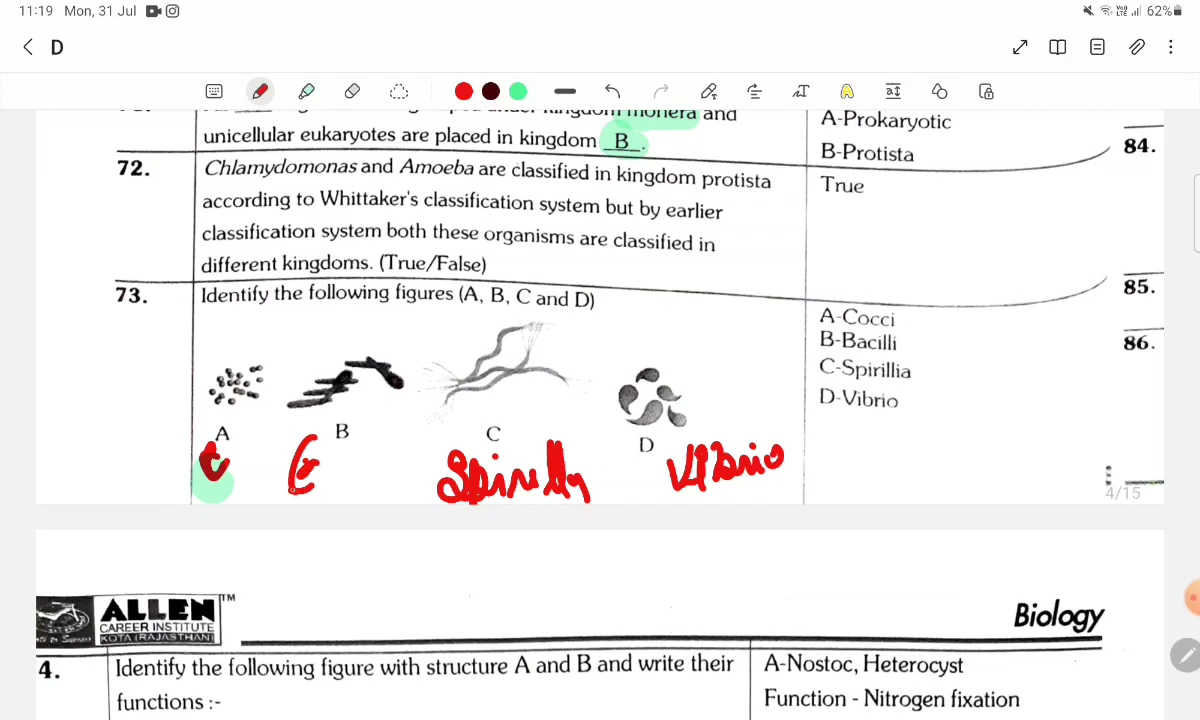 11:19 Mon, 31 Jul
62%
D
monera and
unicellular eukaryotes are placed in kingdom B.
A-Prokaryotic
B-Protista
84.
72.
Chlamydomonas and Amoeba are classified in kingdom protista
according to Whittaker's classification system but by earlier
classification system both these organisms are classified in
different kingdoms. (True/False)
True
85.
73.
Identify the following figures (A, B, C and D)
A-Cocci
B-Bacilli
C-Spirillia
D-Vibrio
86.
A
B
C
D
Vibrio
4/15
ALLEN TM
CAREER INSTITUTE
KOTA (RAJASTHAN)
Biology
4.
Identify the following figure with structure A and B and write their
functions :-
A-Nostoc, Heterocyst
Function - Nitrogen fixation